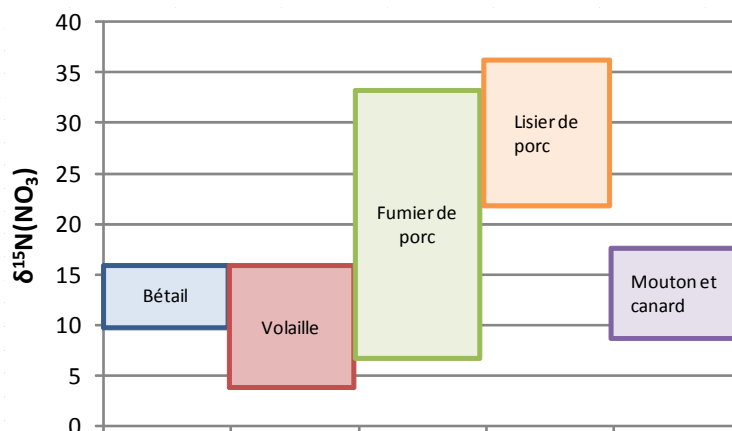 40
35
30
25
20
15
10
5
0
δ¹⁵N(NO₃)
Bétail
Volaille
Fumier de
porc
Lisier de
porc
Mouton et
canard